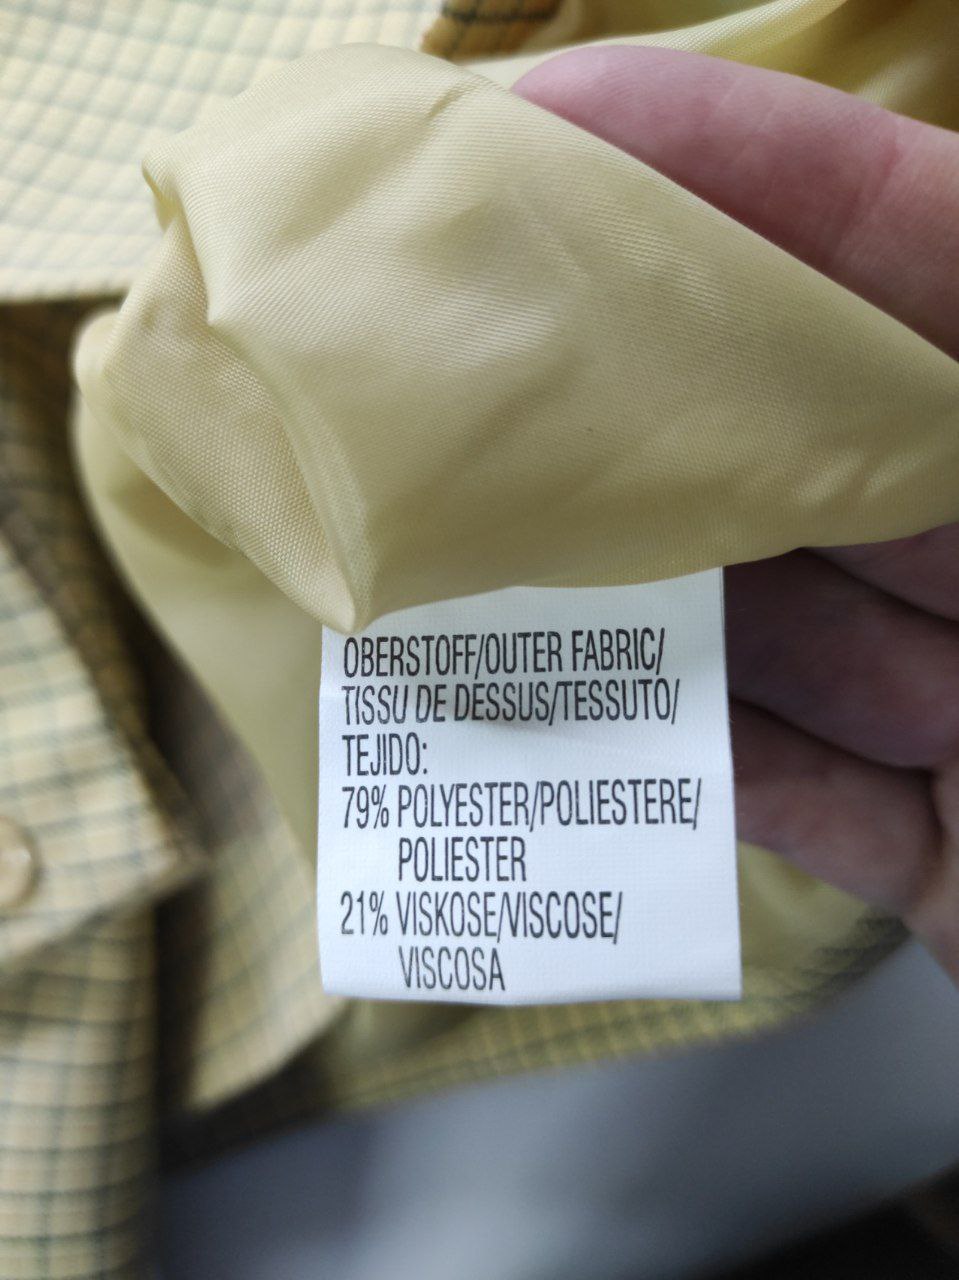 OBERSTOFF/OUTER FABRIC/
TISSU DE DESSUS/TESSUTO/
TEJIDO:
79% POLYESTER/POLIESTERE/
POLIESTER
21% VISKOSE/VISCOSE/
VISCOSA